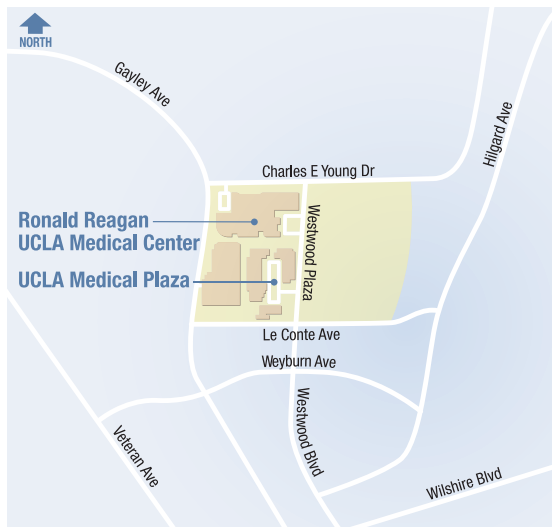 NORTH
Gayley Ave
Hilgard Ave
Charles E Young Dr
Ronald Reagan
UCLA Medical Center
Westwood Plaza
UCLA Medical Plaza
Le Conte Ave
Weyburn Ave
Westwood Blvd
Veteran Ave
Wilshire Blvd